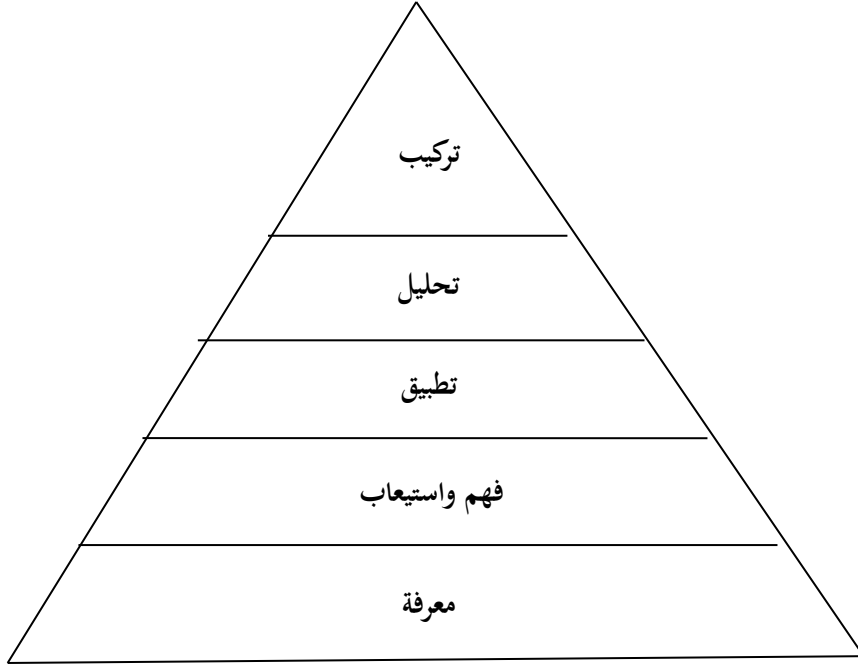 تركيب
تحليل
تطبيق
فهم واستيعاب
معرفة